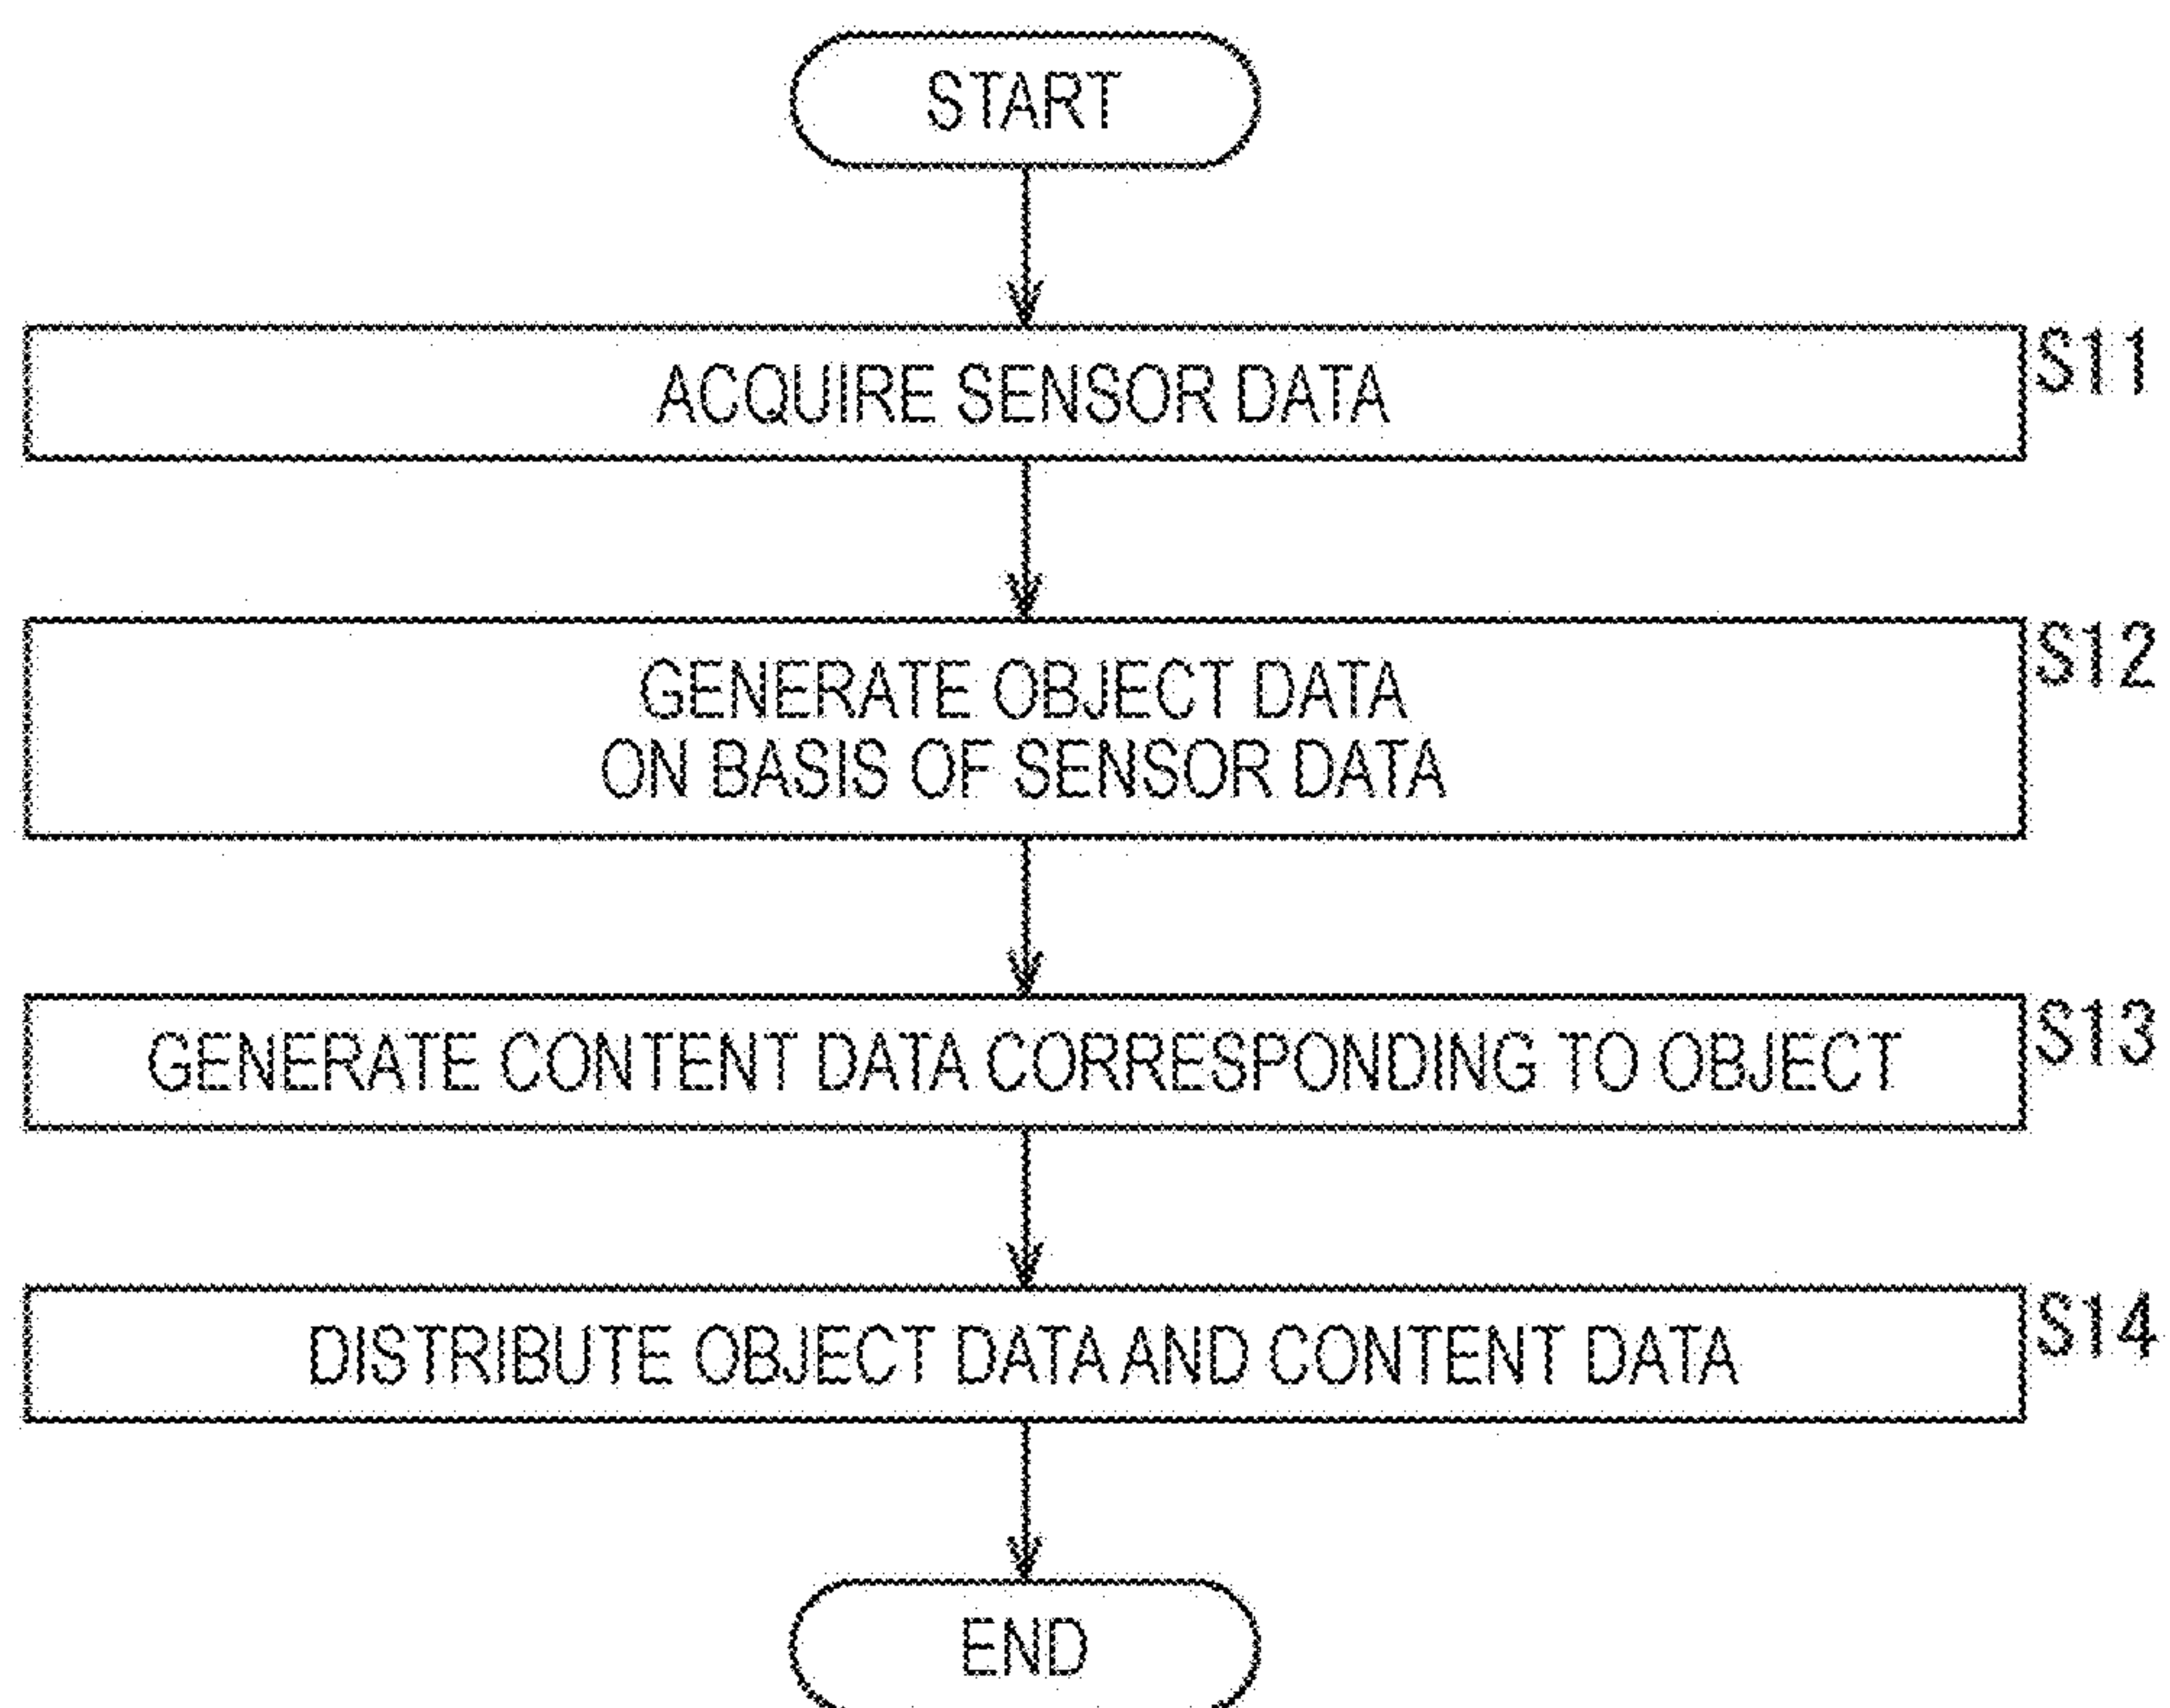 START
ACQUIRE SENSOR DATA
S11
GENERATE OBJECT DATA
ON BASIS OF SENSOR DATA
S12
GENERATE CONTENT DATA CORRESPONDING TO OBJECT
S13
DISTRIBUTE OBJECT DATA AND CONTENT DATA
S14
END